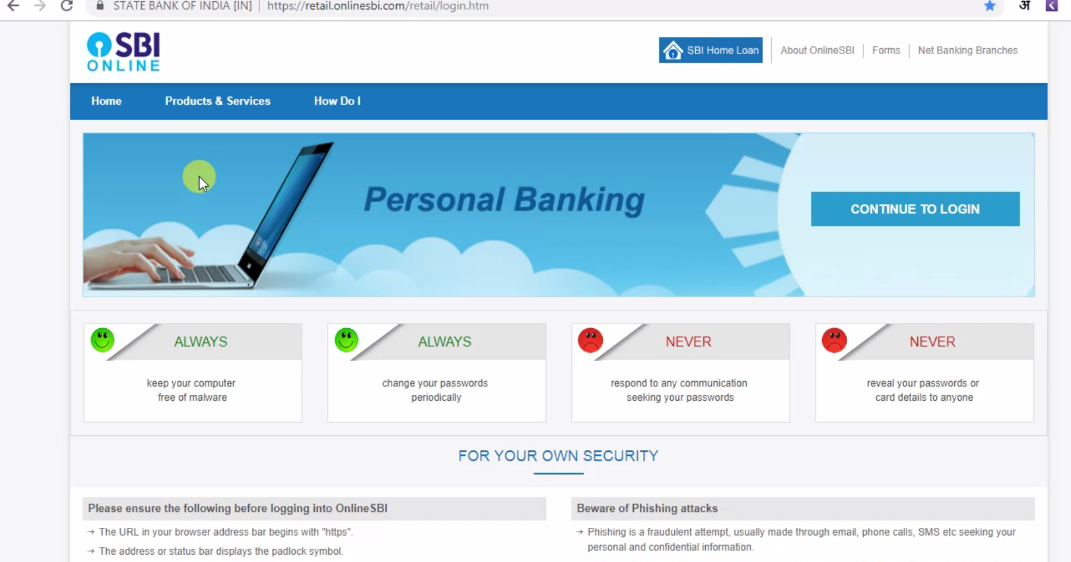 STATE BANK OF INDIA [IN] | https://retail.onlinesbi.com/retail/login.htm
अ
SBI
ONLINE
SBI Home Loan
About OnlineSBI
Forms
Net Banking Branches
Home
Products & Services
How Do I
Personal Banking
CONTINUE TO LOGIN
ALWAYS
keep your computer
free of malware
ALWAYS
change your passwords
periodically
NEVER
respond to any communication
seeking your passwords
NEVER
reveal your passwords or
card details to anyone
FOR YOUR OWN SECURITY
Please ensure the following before logging into OnlineSBI
→ The URL in your browser address bar begins with "https".
→ The address or status bar displays the padlock symbol.
Beware of Phishing attacks
→ Phishing is a fraudulent attempt, usually made through email, phone calls, SMS etc seeking your
personal and confidential information.